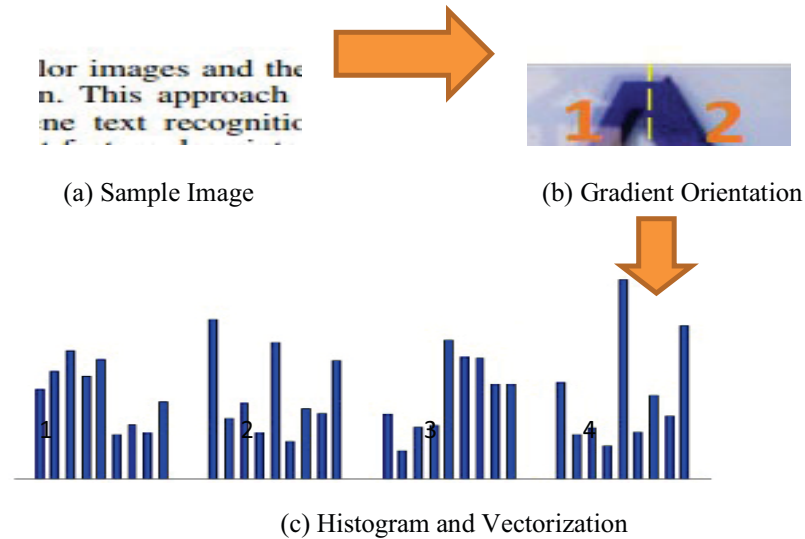 lor images and the
n. This approach
ne text recognitio
1 2
(a) Sample Image
(b) Gradient Orientation
1 2 3 4
(c) Histogram and Vectorization